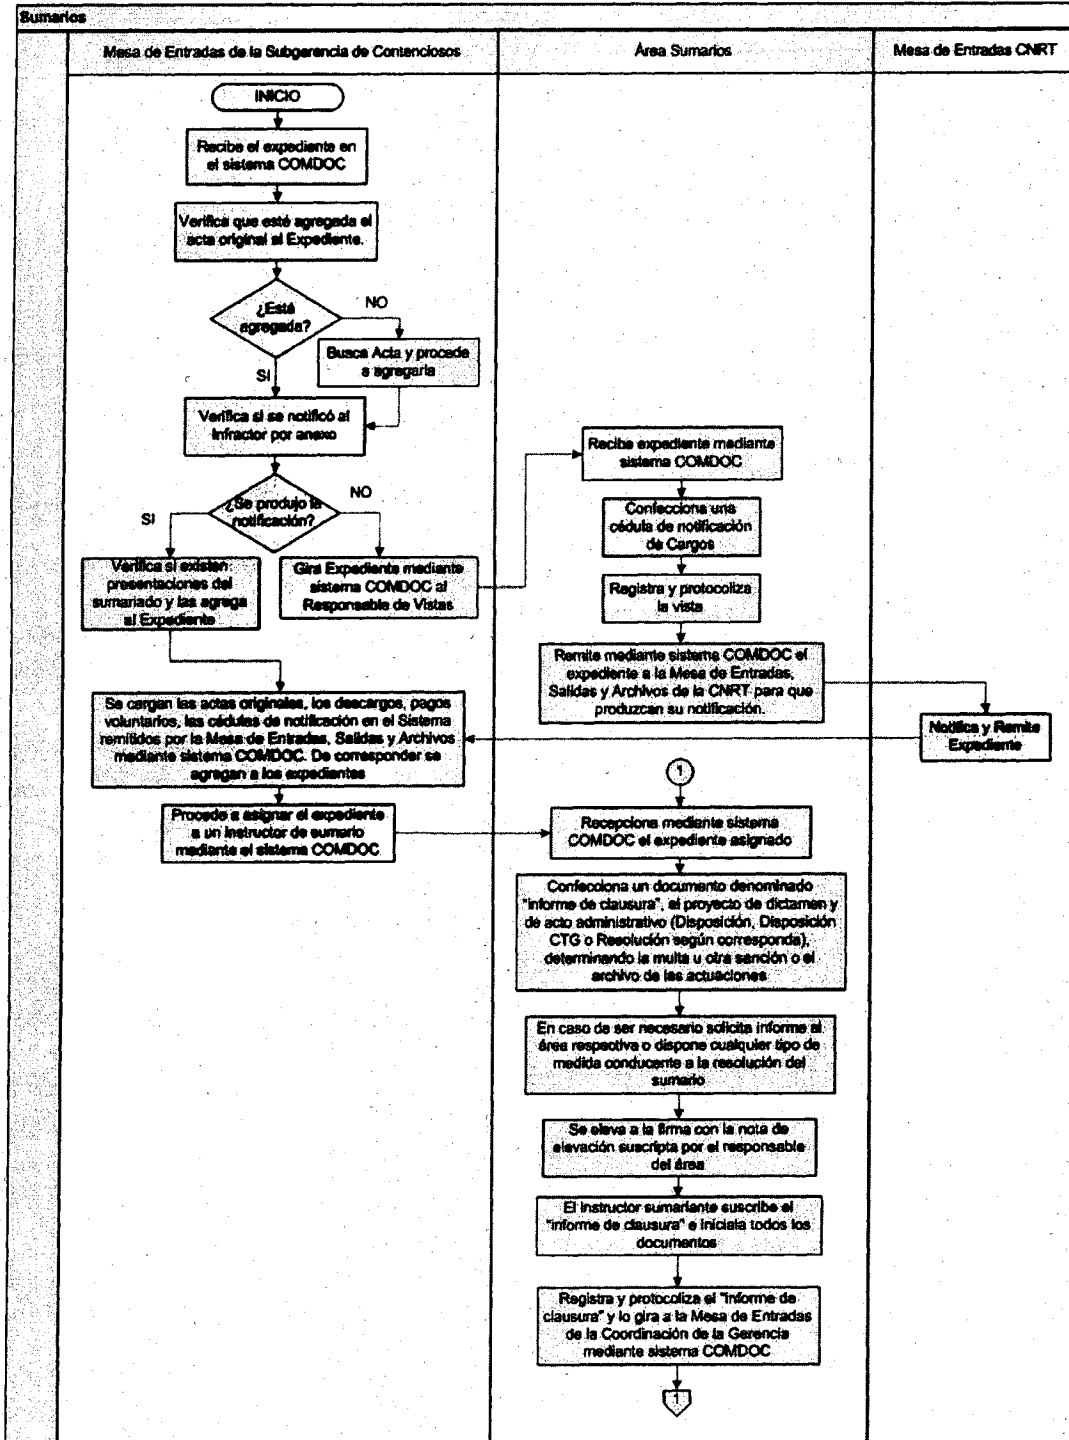 Sumarios
Mesa de Entradas de la Subgerencia de Contenciosos
Área Sumarios
Mesa de Entradas CNRT
INICIO
Recibe el expediente en
el sistema COMDOC
Verifica que esté agregada el
acta original al Expediente.
¿Está
agregada?
NO
SI
Busca Acta y procede
a agregarla
Verifica si se notificó al
Infractor por anexo
¿Se produjo la
notificación?
NO
SI
Verifica si existen
presentaciones del
sumariado y las agrega
al Expediente
Gira Expediente mediante
sistema COMDOC al
Responsable de Vistas
Recibe expediente mediante
sistema COMDOC
Confecciona una
cédula de notificación
de Cargos
Registra y protocoliza
la vista
Remite mediante sistema COMDOC el
expediente a la Mesa de Entradas,
Salidas y Archivos de la CNRT para que
produzcan su notificación.
Notifica y Remite
Expediente
Se cargan las actas originales, los descargos, pagos
voluntarios, las cédulas de notificación en el Sistema
remitidos por la Mesa de Entradas, Salidas y Archivos
mediante sistema COMDOC. De corresponder se
agregan a los expedientes
Procede a asignar el expediente
a un instructor de sumario
mediante el sistema COMDOC
1
Recepciona mediante sistema
COMDOC el expediente asignado
Confecciona un documento denominado
"informe de clausura", el proyecto de dictamen y
de acto administrativo (Disposición, Disposición
CTG o Resolución según corresponda),
determinando la multa u otra sanción o el
archivo de las actuaciones
En caso de ser necesario solicita informe al
área respectiva o dispone cualquier tipo de
medida conducente a la resolución del
sumario
Se eleva a la firma con la nota de
elevación suscripta por el responsable
del área
El instructor sumariante suscribe el
"informe de clausura" e iniciala todos los
documentos
Registra y protocoliza el "informe de
clausura" y lo gira a la Mesa de Entradas
de la Coordinación de la Gerencia
mediante sistema COMDOC
1